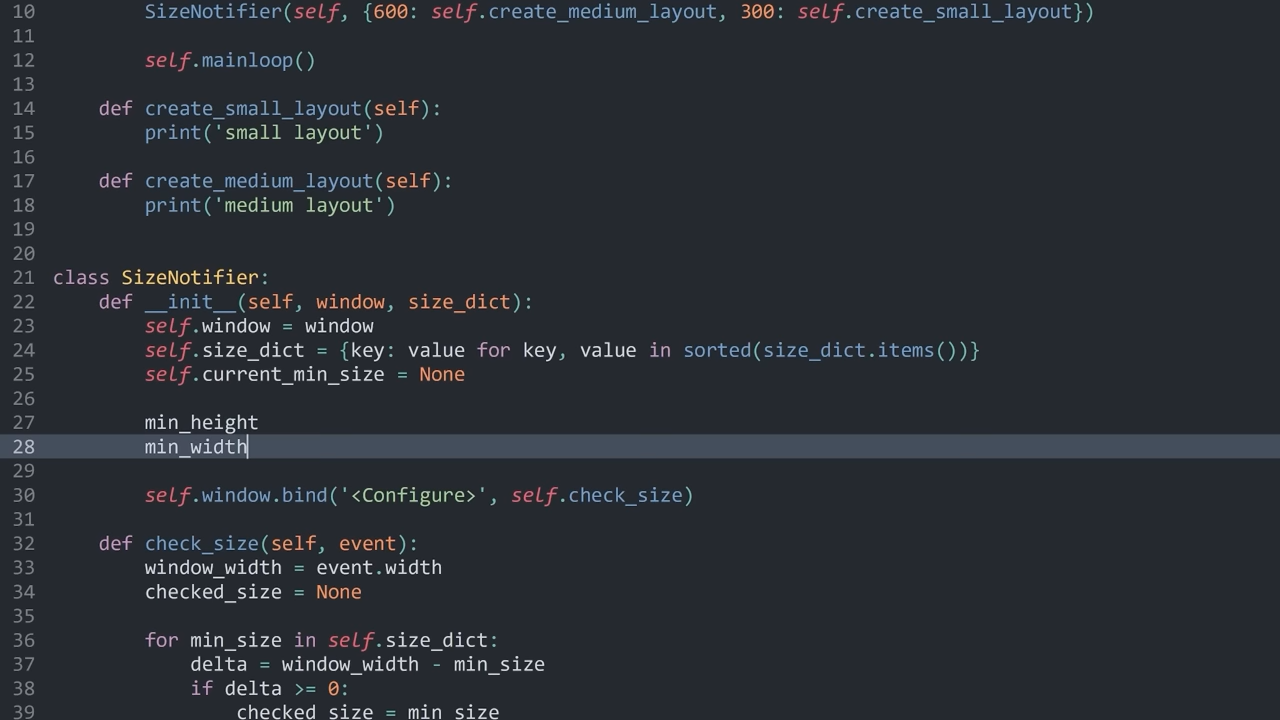 10 SizeNotifier(self, {600: self.create_medium_layout, 300: self.create_small_layout})
11
12 self.mainloop()
13
14 def create_small_layout(self):
15 print('small layout')
16
17 def create_medium_layout(self):
18 print('medium layout')
19
20
21 class SizeNotifier:
22 def __init__(self, window, size_dict):
23 self.window = window
24 self.size_dict = {key: value for key, value in sorted(size_dict.items())}
25 self.current_min_size = None
26
27 min_height
28 min_width
29
30 self.window.bind('<Configure>', self.check_size)
31
32 def check_size(self, event):
33 window_width = event.width
34 checked_size = None
35
36 for min_size in self.size_dict:
37 delta = window_width - min_size
38 if delta >= 0:
39 checked_size = min_size